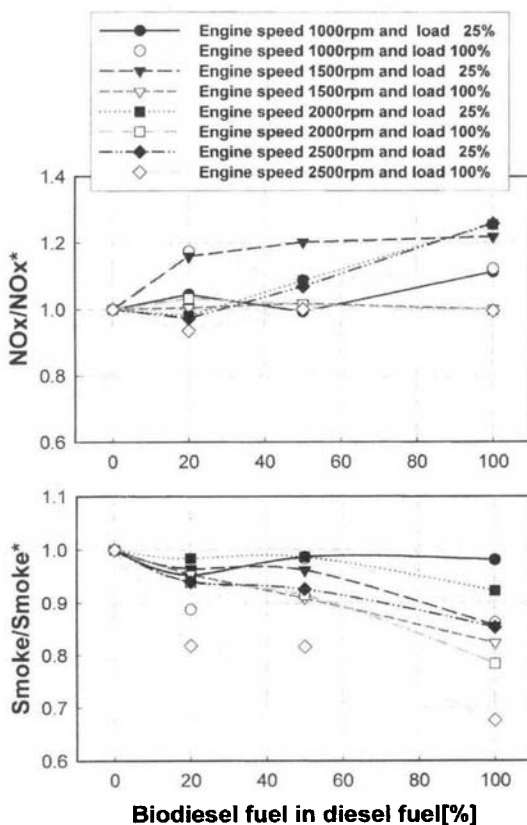 Engine speed 1000rpm and load 25%
Engine speed 1000rpm and load 100%
Engine speed 1500rpm and load 25%
Engine speed 1500rpm and load 100%
Engine speed 2000rpm and load 25%
Engine speed 2000rpm and load 100%
Engine speed 2500rpm and load 25%
Engine speed 2500rpm and load 100%
1.4
1.2
1.0
0.8
0.6
NOx/NOx*
0 20 40 60 80 100
1.1
1.0
0.9
0.8
0.7
0.6
Smoke/Smoke*
0 20 40 60 80 100
Biodiesel fuel in diesel fuel[%]